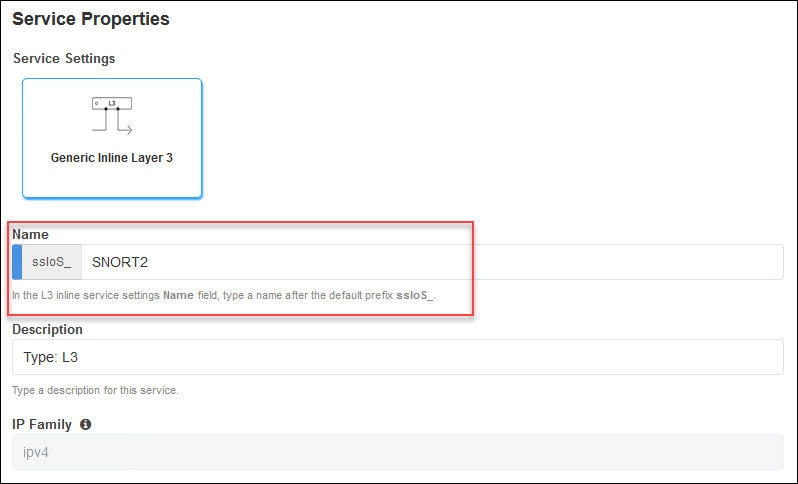 Service Properties
Service Settings
L3
Generic Inline Layer 3
Name
ssloS_ SNORT2
In the L3 inline service settings Name field, type a name after the default prefix ssloS_.
Description
Type: L3
Type a description for this service.
IP Family
ipv4